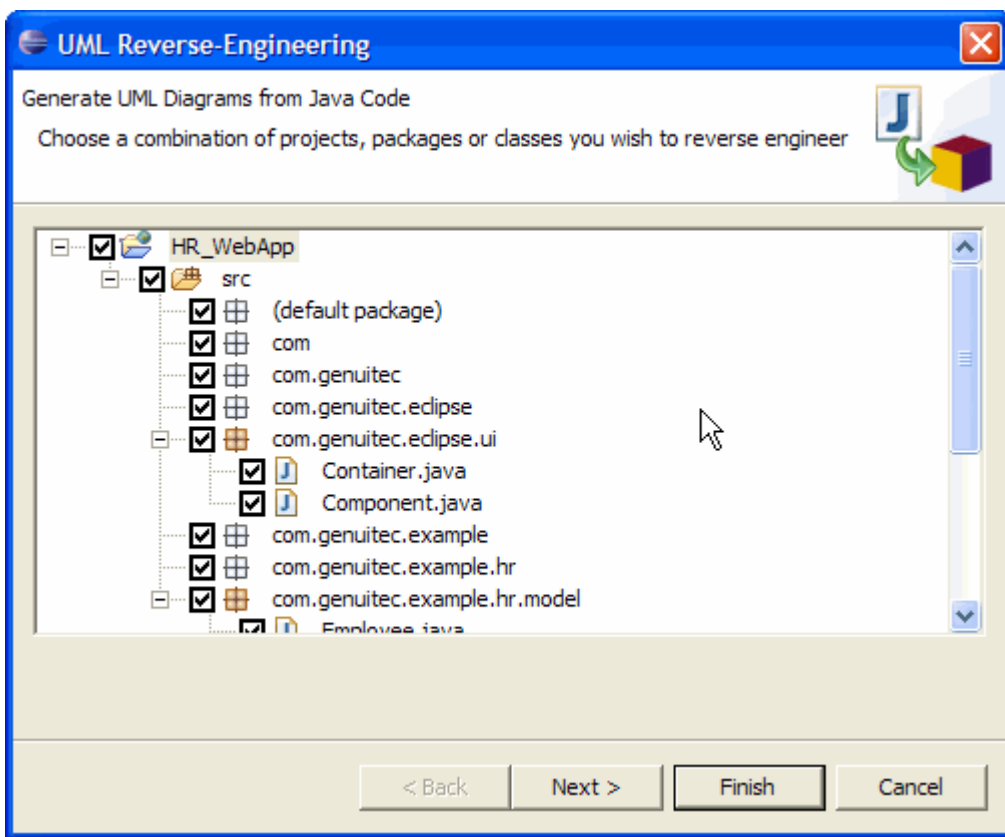 UML Reverse-Engineering
Generate UML Diagrams from Java Code
Choose a combination of projects, packages or classes you wish to reverse engineer
J
HR_WebApp
src
(default package)
com
com.genuitec
com.genuitec.eclipse
com.genuitec.eclipse.ui
J Container.java
J Component.java
com.genuitec.example
com.genuitec.example.hr
com.genuitec.example.hr.model
J Employee.java
< Back Next > Finish Cancel